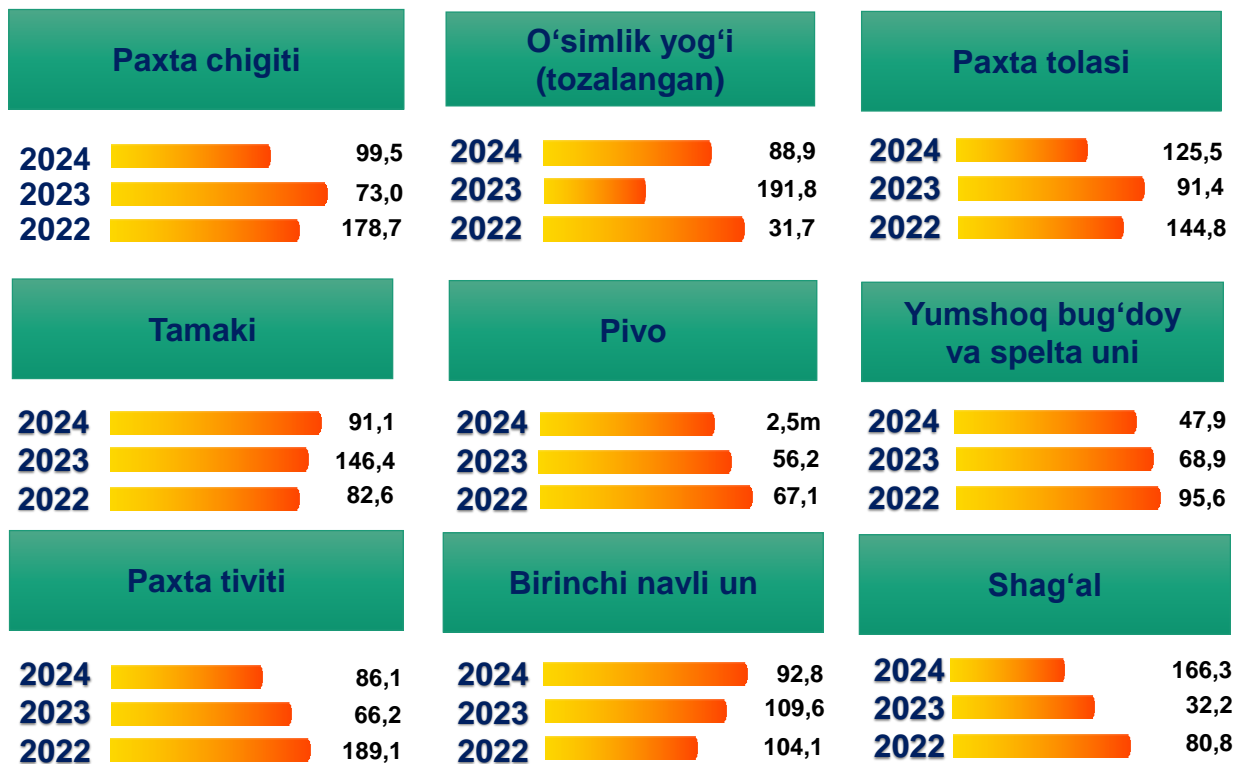 Paxta chigiti
2024 99,5
2023 73,0
2022 178,7
O‘simlik yog‘i
(tozalangan)
2024 88,9
2023 191,8
2022 31,7
Paxta tolasi
2024 125,5
2023 91,4
2022 144,8
Tamaki
2024 91,1
2023 146,4
2022 82,6
Pivo
2024 2,5m
2023 56,2
2022 67,1
Yumshoq bug‘doy
va spelta uni
2024 47,9
2023 68,9
2022 95,6
Paxta tiviti
2024 86,1
2023 66,2
2022 189,1
Birinchi navli un
2024 92,8
2023 109,6
2022 104,1
Shag‘al
2024 166,3
2023 32,2
2022 80,8